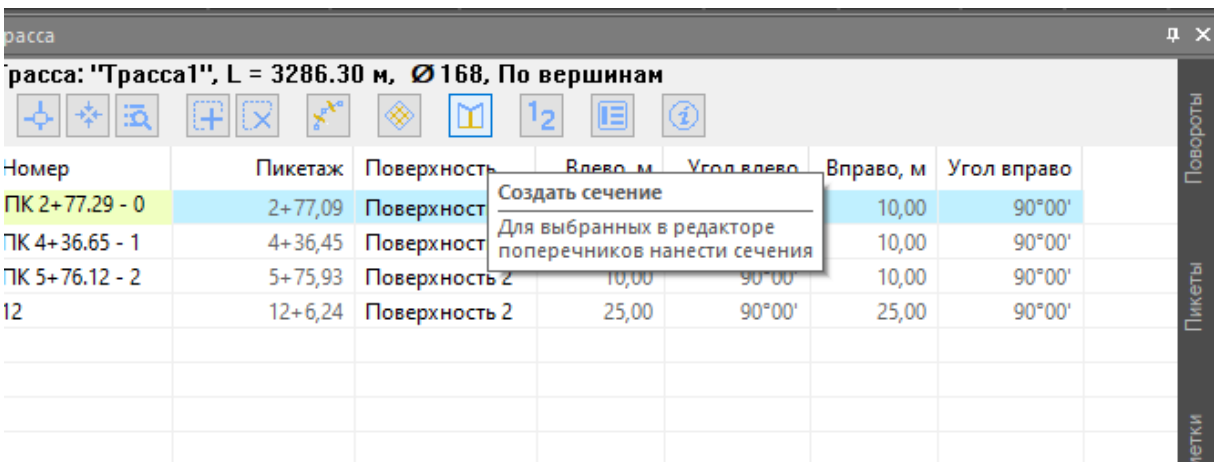 расса
расса: "Трасса1", L = 3286.30 м, Ø 168, По вершинам
Номер Пикетаж Поверхность Влево, м Угол влево Вправо, м Угол вправо
ПК 2+77.29 - 0 2+77,09 Поверхност 10,00 90°00'
ПК 4+36.65 - 1 4+36,45 Поверхност 10,00 90°00'
ПК 5+76.12 - 2 5+75,93 Поверхность 2 10,00 90°00' 10,00 90°00'
12 12+6,24 Поверхность 2 25,00 90°00' 25,00 90°00'
Создать сечение
Для выбранных в редакторе
поперечников нанести сечения
Повороты
Пикеты
метки